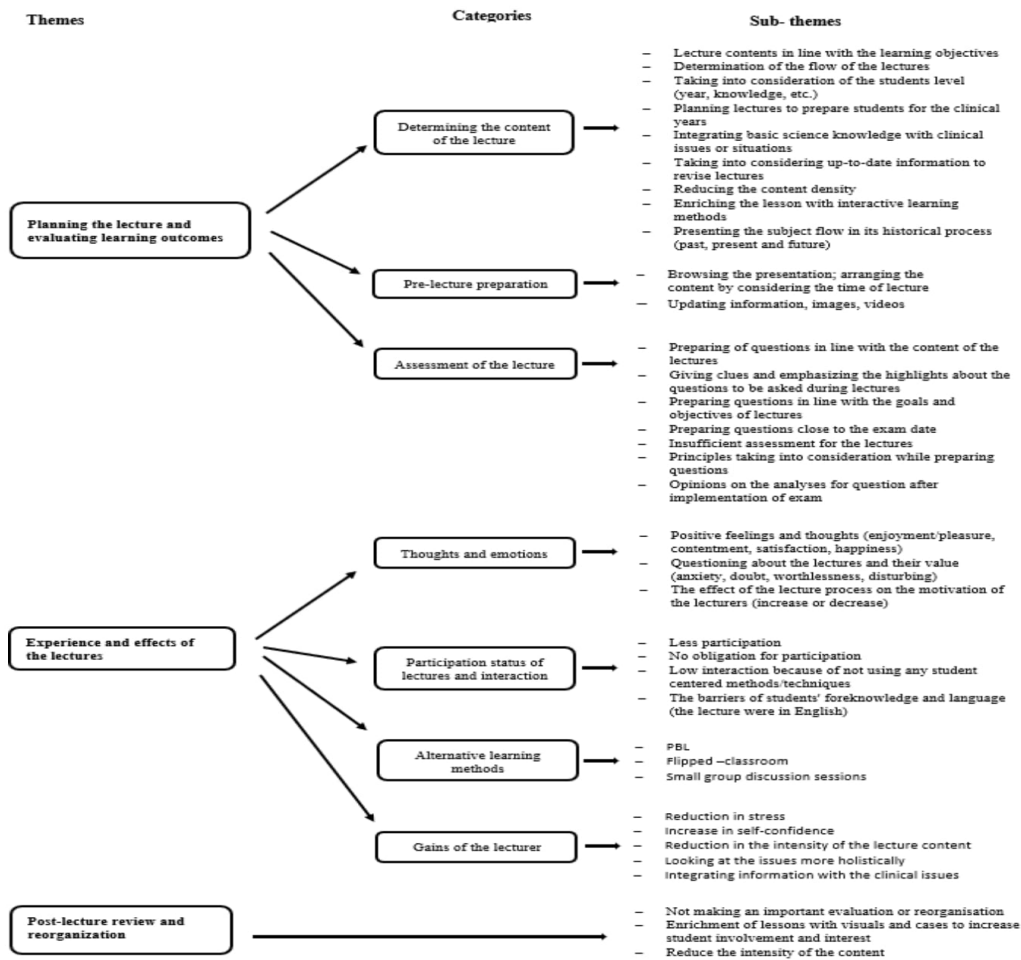 Themes
Categories
Sub- themes
Planning the lecture and
evaluating learning outcomes
Determining the content
of the lecture
– Lecture contents in line with the learning objectives
– Determination of the flow of the lectures
– Taking into consideration of the students level
(year, knowledge, etc.)
– Planning lectures to prepare students for the clinical
years
– Integrating basic science knowledge with clinical
issues or situations
– Taking into considering up-to-date information to
revise lectures
– Reducing the content density
– Enriching the lesson with interactive learning
methods
– Presenting the subject flow in its historical process
(past, present and future)
Pre-lecture preparation
– Browsing the presentation; arranging the
content by considering the time of lecture
– Updating information, images, videos
Assessment of the lecture
– Preparing of questions in line with the content of the
lectures
– Giving clues and emphasizing the highlights about the
questions to be asked during lectures
– Preparing questions in line with the goals and
objectives of lectures
– Preparing questions close to the exam date
– Insufficient assessment for the lectures
– Principles taking into consideration while preparing
questions
– Opinions on the analyses for question after
implementation of exam
Experience and effects of
the lectures
Thoughts and emotions
– Positive feelings and thoughts (enjoyment/pleasure,
contentment, satisfaction, happiness)
– Questioning about the lectures and their value
(anxiety, doubt, worthlessness, disturbing)
– The effect of the lecture process on the motivation of
the lecturers (increase or decrease)
Participation status of
lectures and interaction
– Less participation
– No obligation for participation
– Low interaction because of not using any student
centered methods/techniques
– The barriers of students' foreknowledge and language
(the lecture were in English)
Alternative learning
methods
– PBL
– Flipped –classroom
– Small group discussion sessions
Gains of the lecturer
– Reduction in stress
– Increase in self-confidence
– Reduction in the intensity of the lecture content
– Looking at the issues more holistically
– Integrating information with the clinical issues
Post-lecture review and
reorganization
– Not making an important evaluation or reorganisation
– Enrichment of lessons with visuals and cases to increase
student involvement and interest
– Reduce the intensity of the content